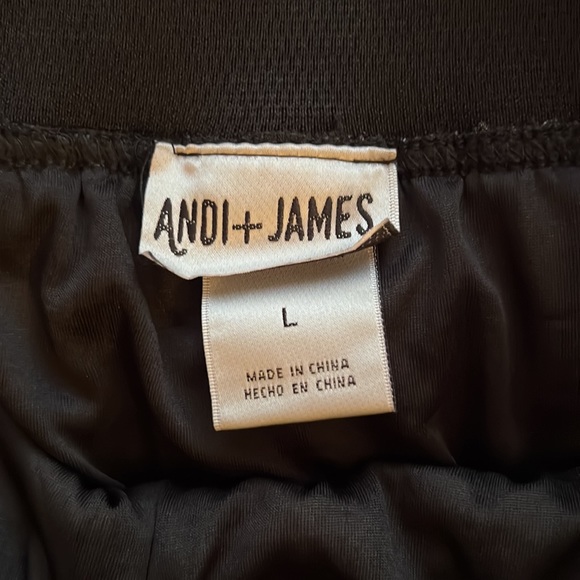 ANDI + JAMES
L
MADE IN CHINA
HECHO EN CHINA